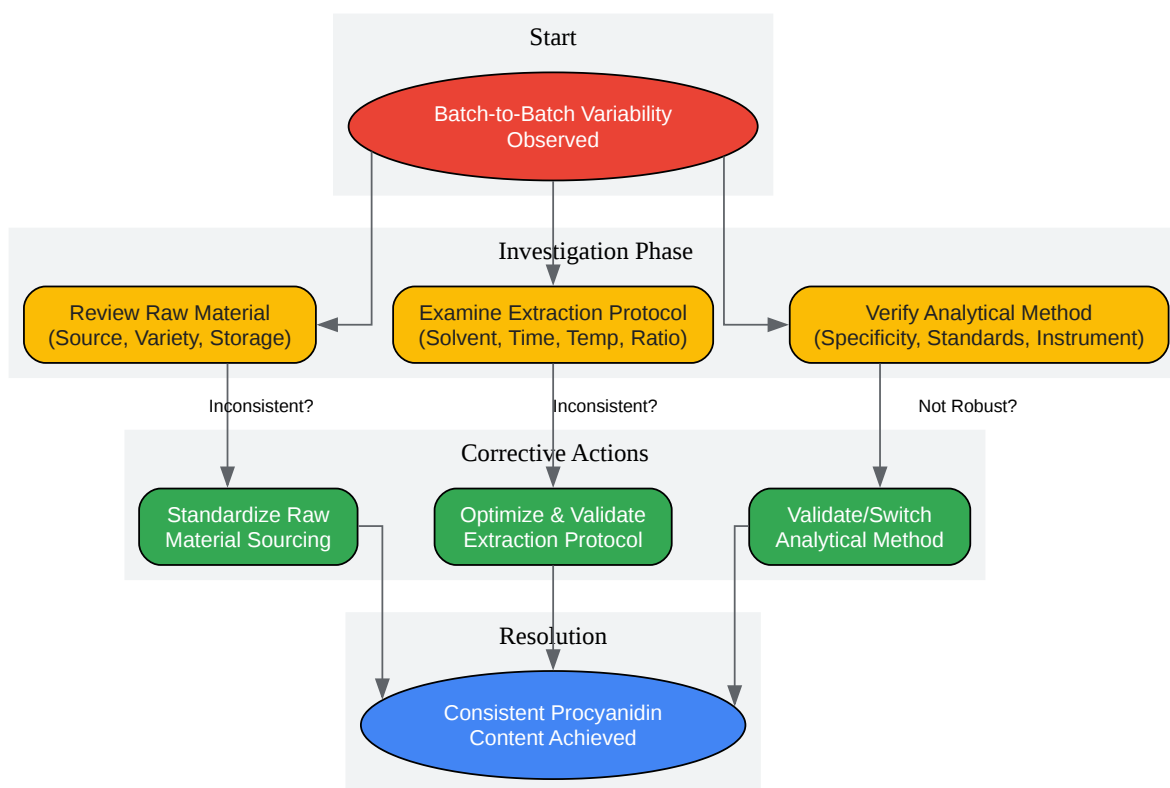 Start
Batch-to-Batch Variability
Observed
Investigation Phase
Review Raw Material
(Source, Variety, Storage)
Examine Extraction Protocol
(Solvent, Time, Temp, Ratio)
Verify Analytical Method
(Specificity, Standards, Instrument)
Inconsistent?
Inconsistent?
Not Robust?
Corrective Actions
Standardize Raw
Material Sourcing
Optimize & Validate
Extraction Protocol
Validate/Switch
Analytical Method
Resolution
Consistent Procyanidin
Content Achieved